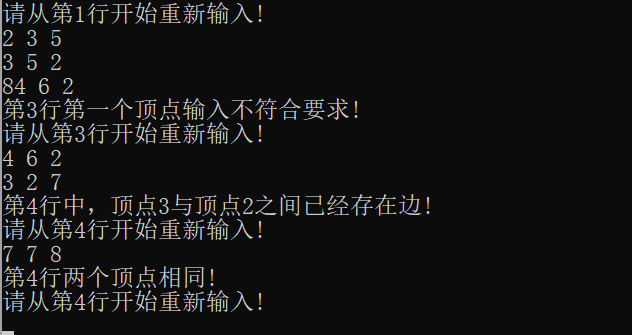 请从第1行开始重新输入!
2 3 5
3 5 2
84 6 2
第3行第一个顶点输入不符合要求!
请从第3行开始重新输入!
4 6 2
3 2 7
第4行中，顶点3与顶点2之间已经存在边!
请从第4行开始重新输入!
7 7 8
第4行两个顶点相同!
请从第4行开始重新输入!